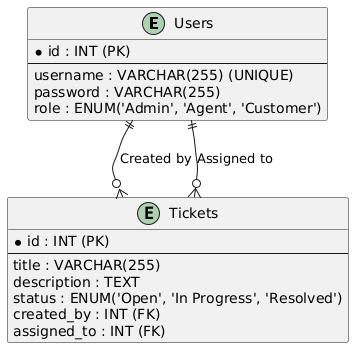 E Users
* id : INT (PK)
username : VARCHAR(255) (UNIQUE)
password : VARCHAR(255)
role : ENUM('Admin', 'Agent', 'Customer')
Created by Assigned to
E Tickets
* id : INT (PK)
title : VARCHAR(255)
description : TEXT
status : ENUM('Open', 'In Progress', 'Resolved')
created_by : INT (FK)
assigned_to : INT (FK)